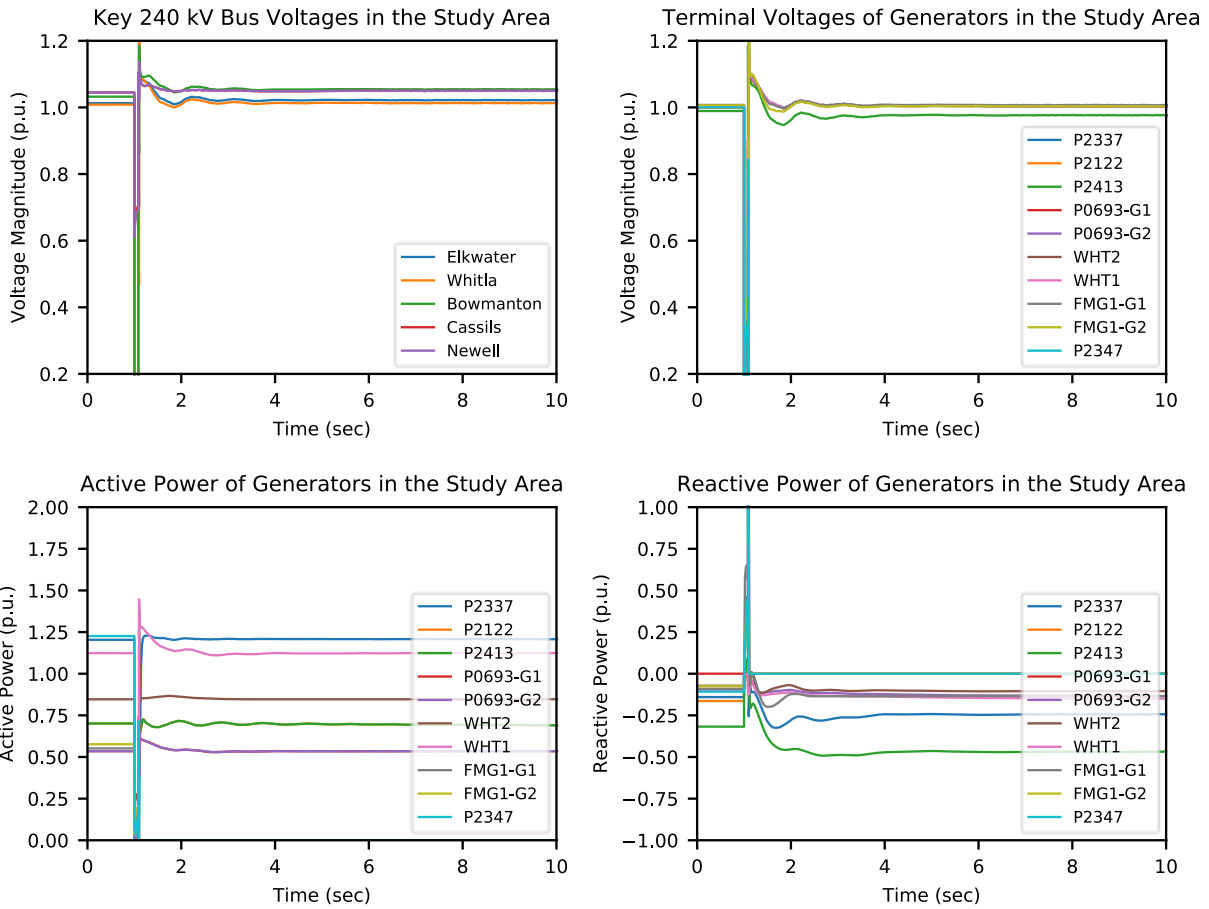 Key 240 kV Bus Voltages in the Study Area
1.2
1.0
0.8
0.6
0.4
0.2
Voltage Magnitude (p.u.)
Elkwater
Whitla
Bowmanton
Cassils
Newell
0 2 4 6 8 10
Time (sec)
Terminal Voltages of Generators in the Study Area
1.2
1.0
0.8
0.6
0.4
0.2
Voltage Magnitude (p.u.)
P2337
P2122
P2413
P0693-G1
P0693-G2
WHT2
WHT1
FMG1-G1
FMG1-G2
P2347
0 2 4 6 8 10
Time (sec)
Active Power of Generators in the Study Area
2.00
1.75
1.50
1.25
1.00
0.75
0.50
0.25
0.00
Active Power (p.u.)
P2337
P2122
P2413
P0693-G1
P0693-G2
WHT2
WHT1
FMG1-G1
FMG1-G2
P2347
0 2 4 6 8 10
Time (sec)
Reactive Power of Generators in the Study Area
1.00
0.75
0.50
0.25
0.00
−0.25
−0.50
−0.75
−1.00
Reactive Power (p.u.)
P2337
P2122
P2413
P0693-G1
P0693-G2
WHT2
WHT1
FMG1-G1
FMG1-G2
P2347
0 2 4 6 8 10
Time (sec)